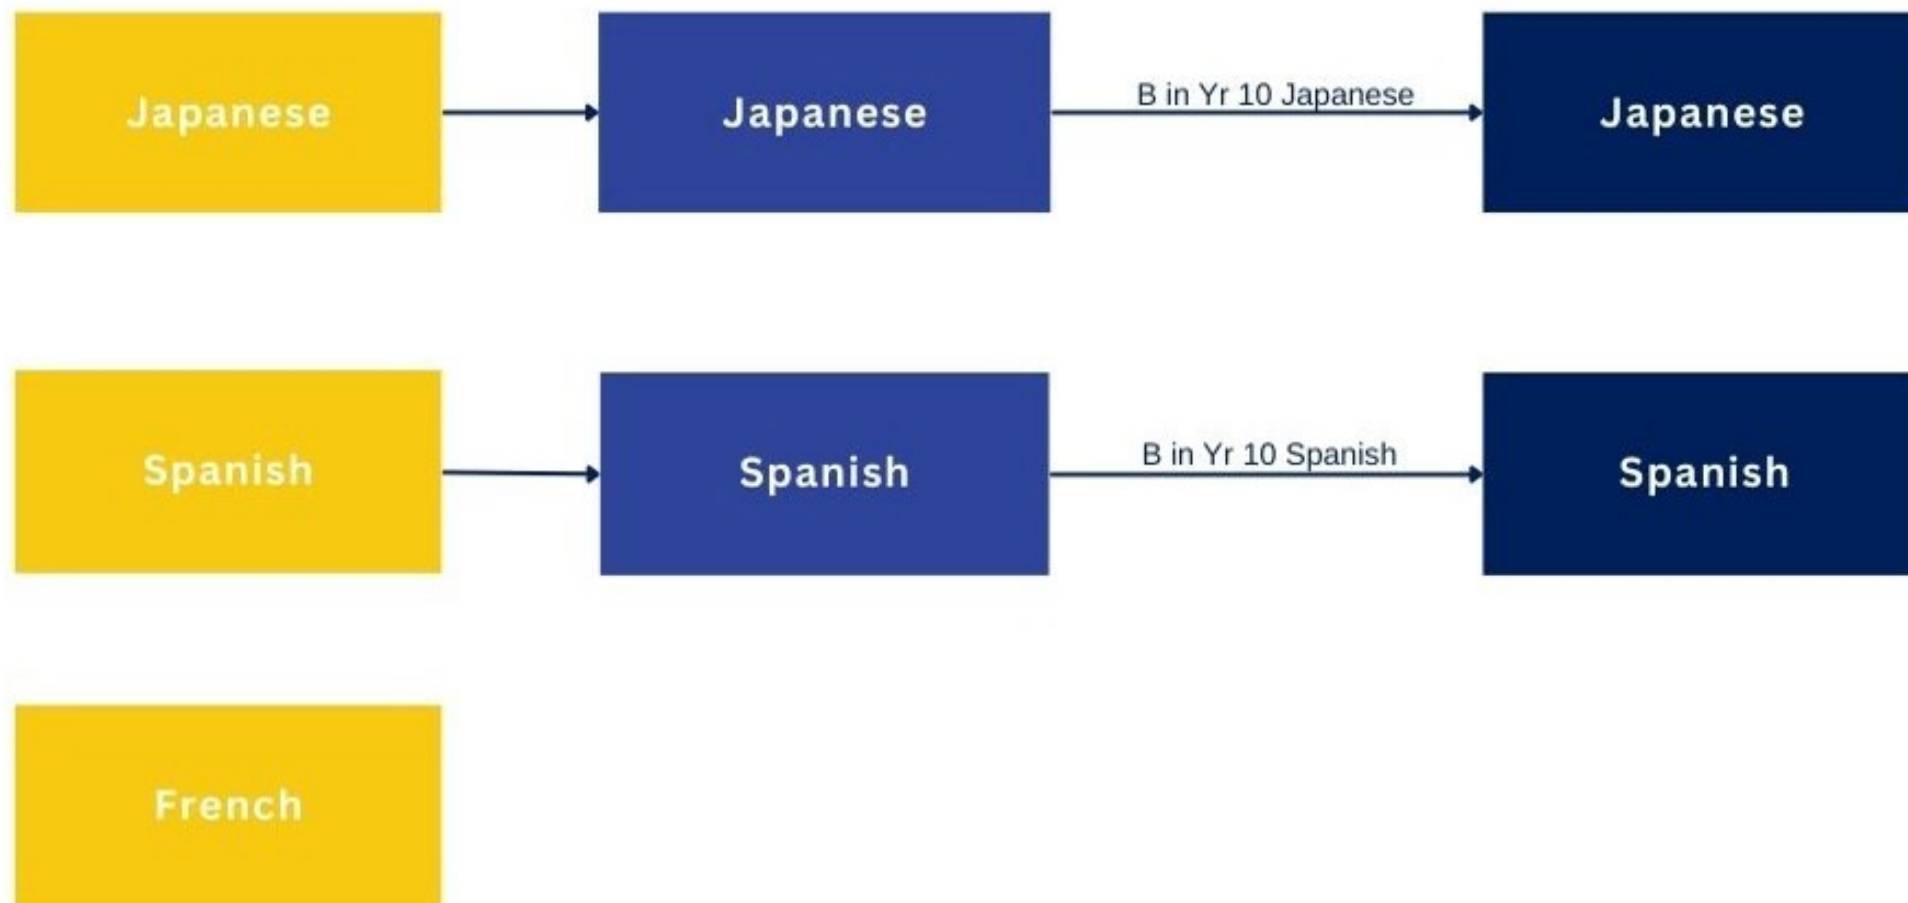 Japanese
Japanese
B in Yr 10 Japanese
Japanese
Spanish
Spanish
B in Yr 10 Spanish
Spanish
French